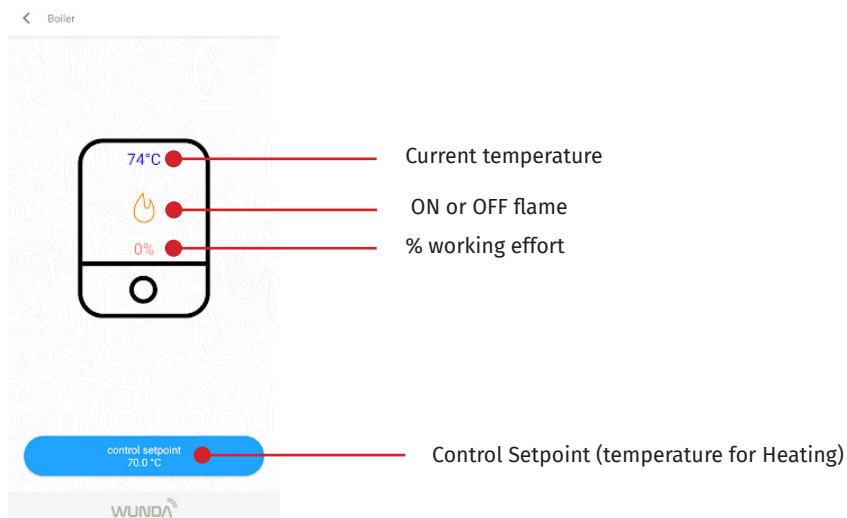 Boiler
74°C
Current temperature
ON or OFF flame
0%
% working effort
control setpoint
70.0 °C
Control Setpoint (temperature for Heating)
WUNDA